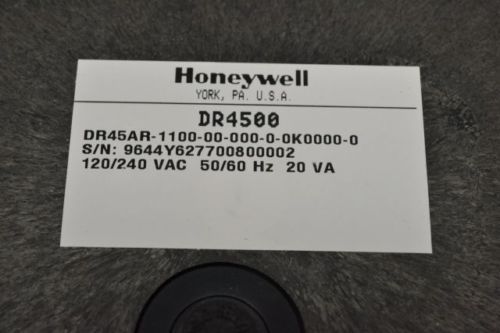 Honeywell
YORK, PA. U.S.A.
DR4500
DR45AR-1100-00-000-0-0K0000-0
S/N: 9644Y627700800002
120/240 VAC 50/60 Hz 20 VA